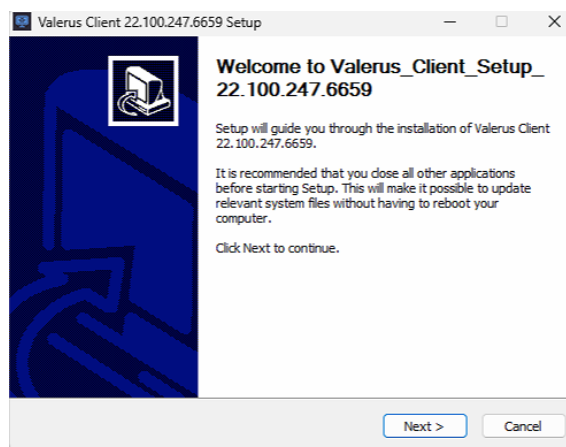 Valerus Client 22.100.247.6659 Setup
Welcome to Valerus_Client_Setup_
22.100.247.6659
Setup will guide you through the installation of Valerus Client
22.100.247.6659.
It is recommended that you close all other applications
before starting Setup. This will make it possible to update
relevant system files without having to reboot your
computer.
Click Next to continue.
Next >
Cancel